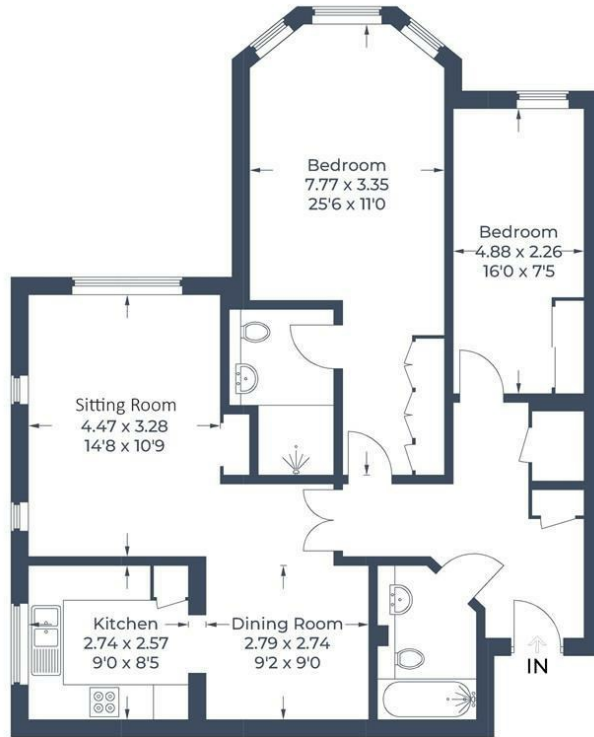 Bedroom
7.77 x 3.35
25'6 x 11'0
Bedroom
4.88 x 2.26
16'0 x 7'5
Sitting Room
4.47 x 3.28
14'8 x 10'9
Kitchen
2.74 x 2.57
9'0 x 8'5
Dining Room
2.79 x 2.74
9'2 x 9'0
IN